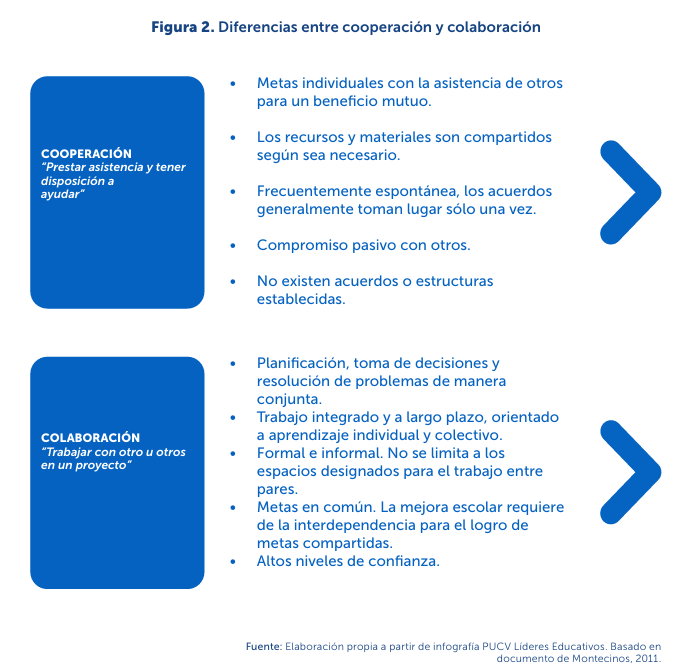 Figura 2. Diferencias entre cooperación y colaboración
COOPERACIÓN
“Prestar asistencia y tener
disposición a
ayudar”
• Metas individuales con la asistencia de otros
para un beneficio mutuo.
• Los recursos y materiales son compartidos
según sea necesario.
• Frecuentemente espontánea, los acuerdos
generalmente toman lugar sólo una vez.
• Compromiso pasivo con otros.
• No existen acuerdos o estructuras
establecidas.
COLABORACIÓN
“Trabajar con otro u otros
en un proyecto”
• Planificación, toma de decisiones y
resolución de problemas de manera
conjunta.
• Trabajo integrado y a largo plazo, orientado
a aprendizaje individual y colectivo.
• Formal e informal. No se limita a los
espacios designados para el trabajo entre
pares.
• Metas en común. La mejora escolar requiere
de la interdependencia para el logro de
metas compartidas.
• Altos niveles de confianza.
Fuente: Elaboración propia a partir de infografía PUCV Líderes Educativos. Basado en
documento de Montecinos, 2011.